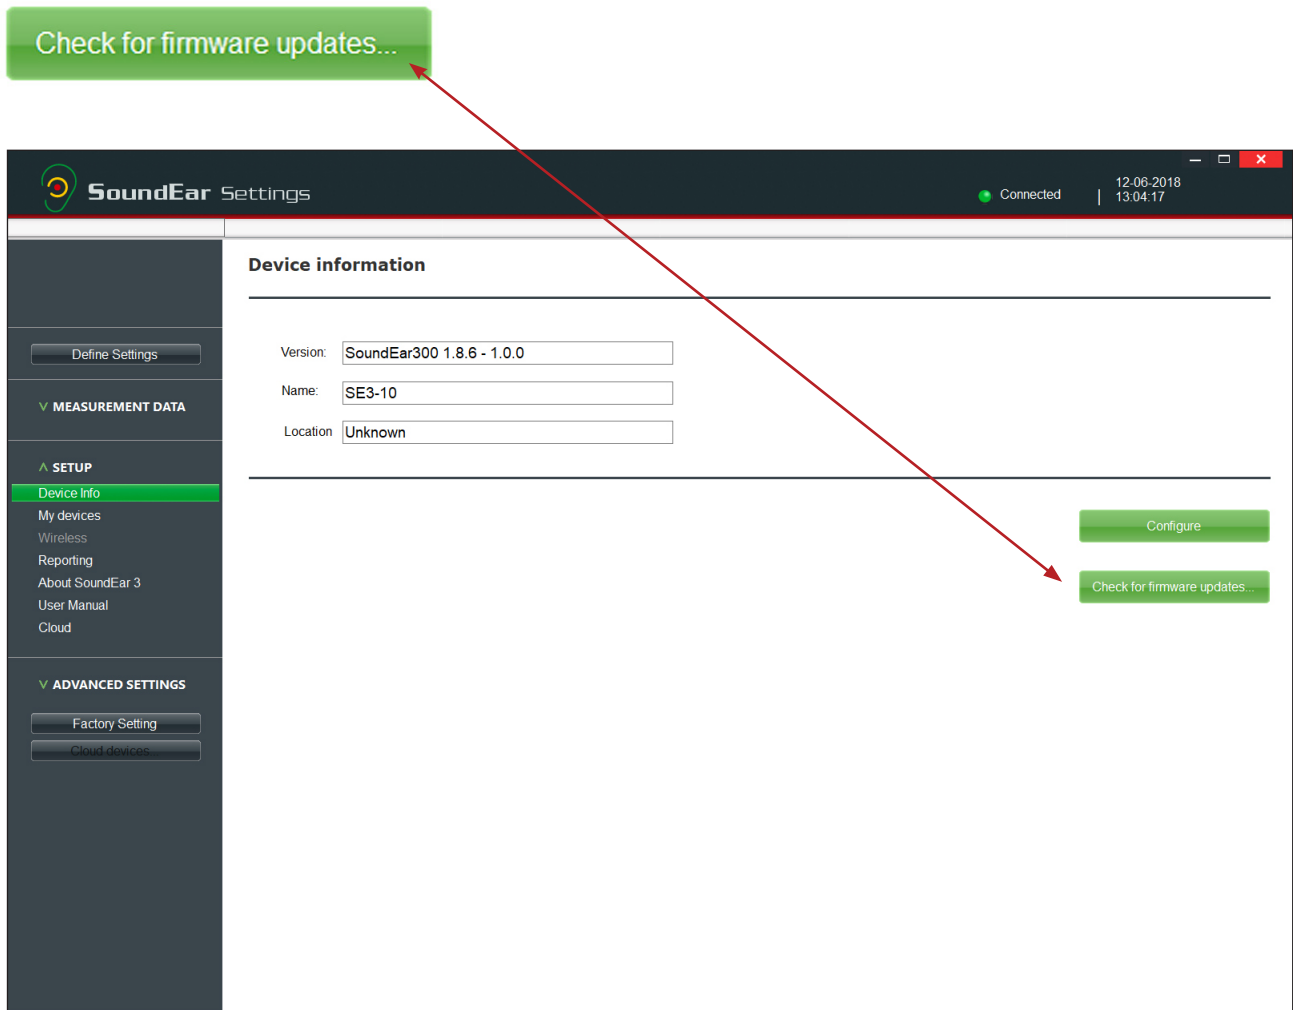 Check for firmware updates...
SoundEar Settings
Connected
12-06-2018
13:04:17
Device information
Define Settings
Version: SoundEar300 1.8.6 - 1.0.0
MEASUREMENT DATA
Name: SE3-10
Location Unknown
SETUP
Device Info
My devices
Wireless
Reporting
About SoundEar 3
User Manual
Cloud
Configure
Check for firmware updates...
ADVANCED SETTINGS
Factory Setting
Cloud devices...